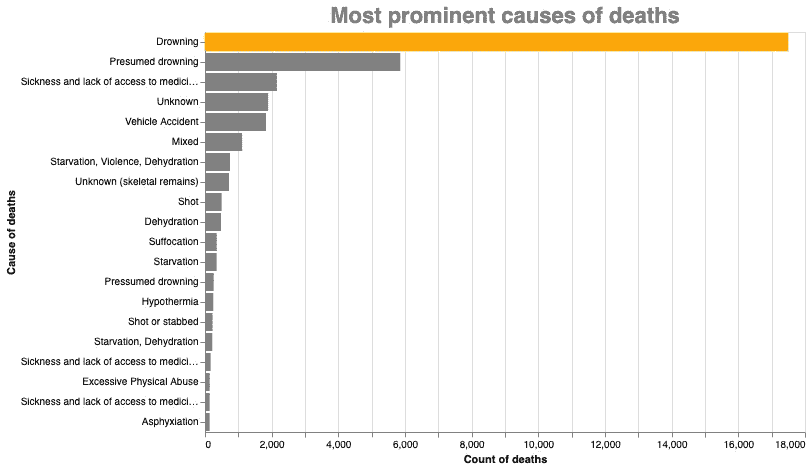 Most prominent causes of deaths
Drowning
Presumed drowning
Sickness and lack of access to medici…
Unknown
Vehicle Accident
Mixed
Starvation, Violence, Dehydration
Unknown (skeletal remains)
Shot
Dehydration
Suffocation
Starvation
Pressumed drowning
Hypothermia
Shot or stabbed
Starvation, Dehydration
Sickness and lack of access to medici…
Excessive Physical Abuse
Sickness and lack of access to medici…
Asphyxiation
Cause of deaths
0 2,000 4,000 6,000 8,000 10,000 12,000 14,000 16,000 18,000
Count of deaths